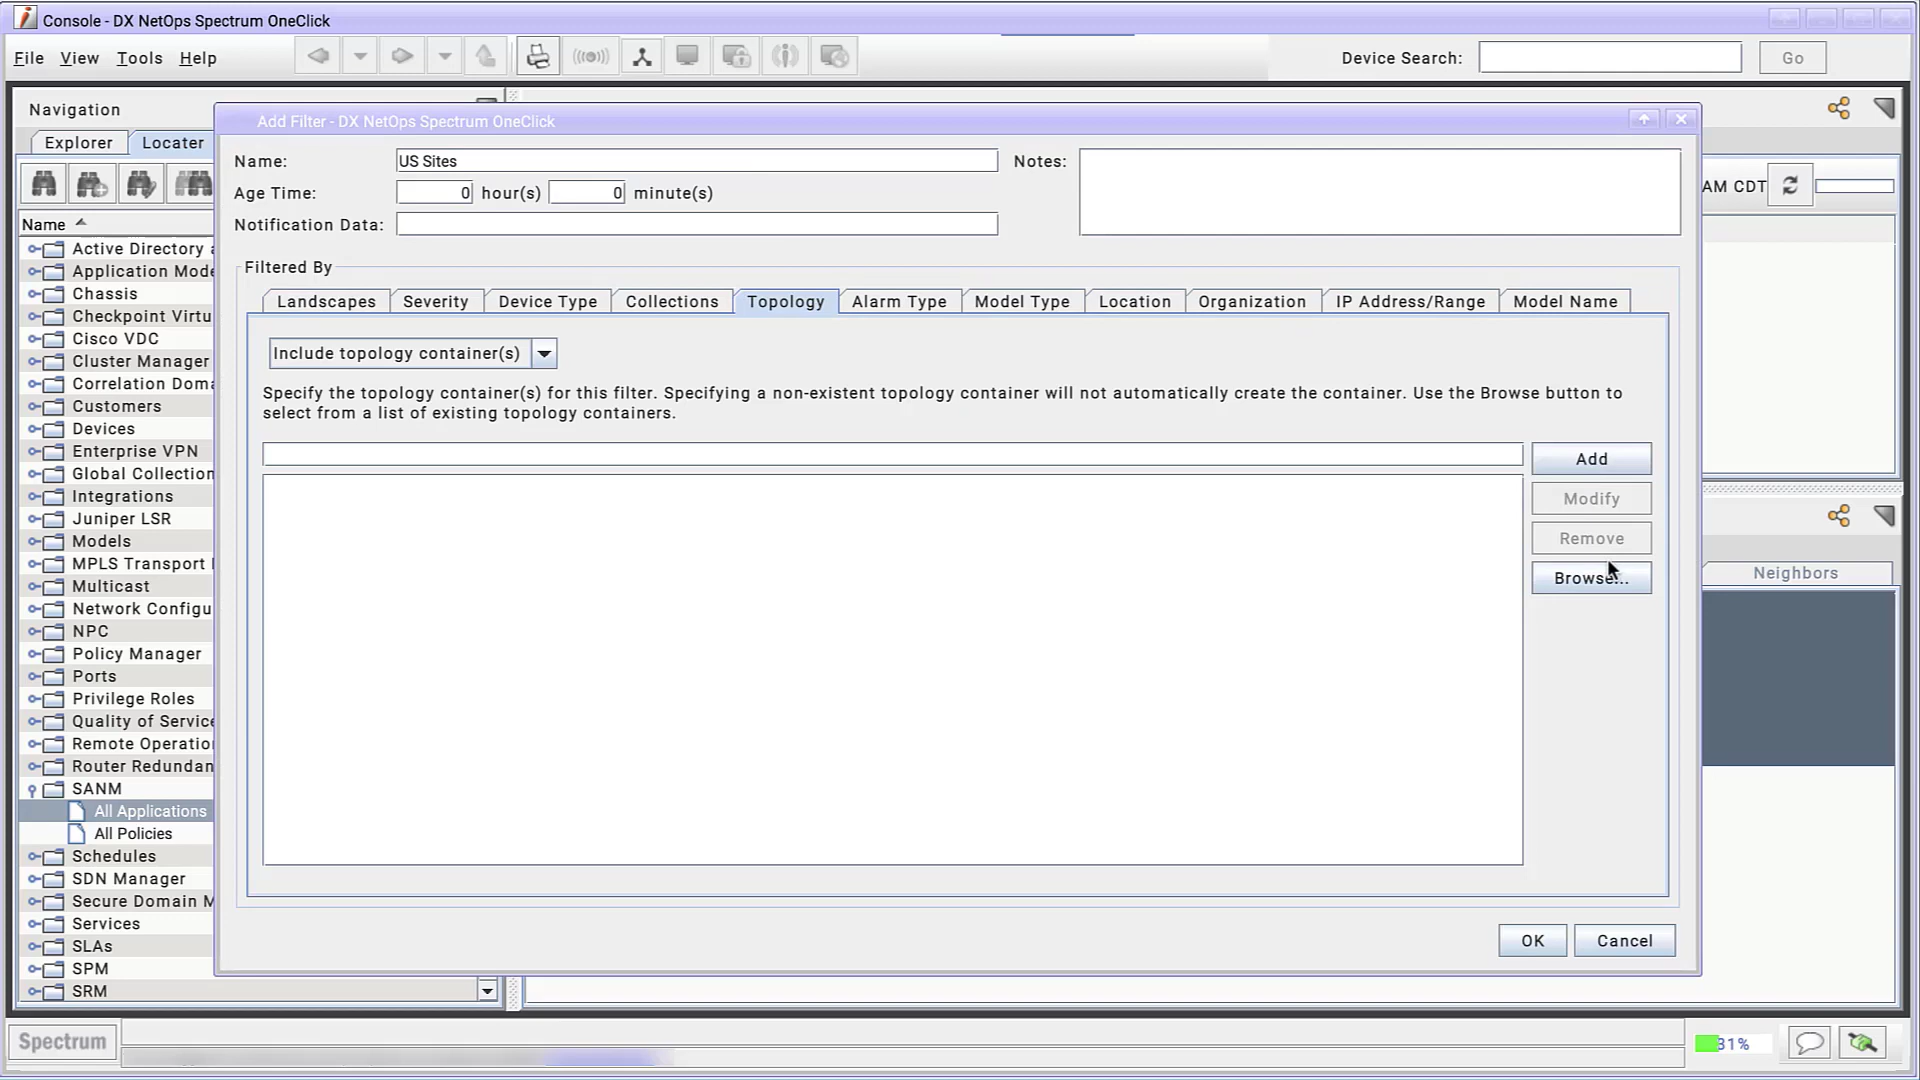 Console - DX NetOps Spectrum OneClick
File View Tools Help
Device Search:
Go
Navigation
Explorer
Locater
Name
Active Directory
Application Mode
Chassis
Checkpoint Virtu
Cisco VDC
Cluster Manager
Correlation Doma
Customers
Devices
Enterprise VPN
Global Collection
Integrations
Juniper LSR
Models
MPLS Transport
Multicast
Network Configu
NPC
Policy Manager
Ports
Privilege Roles
Quality of Service
Remote Operation
Router Redundan
SANM
All Applications
All Policies
Schedules
SDN Manager
Secure Domain M
Services
SLAs
SPM
SRM
Add Filter - DX NetOps Spectrum OneClick
Name: US Sites
Notes:
Age Time: 0 hour(s) 0 minute(s)
Notification Data:
Filtered By
Landscapes Severity Device Type Collections Topology Alarm Type Model Type Location Organization IP Address/Range Model Name
Include topology container(s)
Specify the topology container(s) for this filter. Specifying a non-existent topology container will not automatically create the container. Use the Browse button to
select from a list of existing topology containers.
Add
Modify
Remove
Browse...
OK Cancel
AM CDT
Neighbors
Spectrum
31%